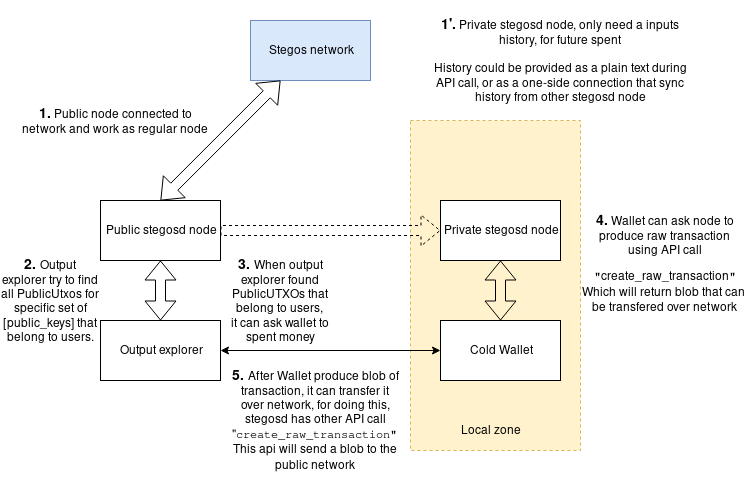 Stegos network
1'. Private stegosd node, only need a inputs
history, for future spent
History could be provided as a plain text during
API call, or as a one-side connection that sync
history from other stegosd node
1. Public node connected to
network and work as regular node
Public stegosd node
Private stegosd node
4. Wallet can ask node to
produce raw transaction
using API call
"create_raw_transaction"
Which will return blob that can
be transfered over network
2. Output
explorer try to find
all PublicUtxos for
specific set of
[public_keys] that
belong to users.
3. When output
explorer found
PublicUTXOs that
belong to users,
it can ask wallet to
spent money
Output explorer
Cold Wallet
5. After Wallet produce blob of
transaction, it can transfer it
over network, for doing this,
stegosd has other API call
"create_raw_transaction"
This api will send a blob to the
public network
Local zone